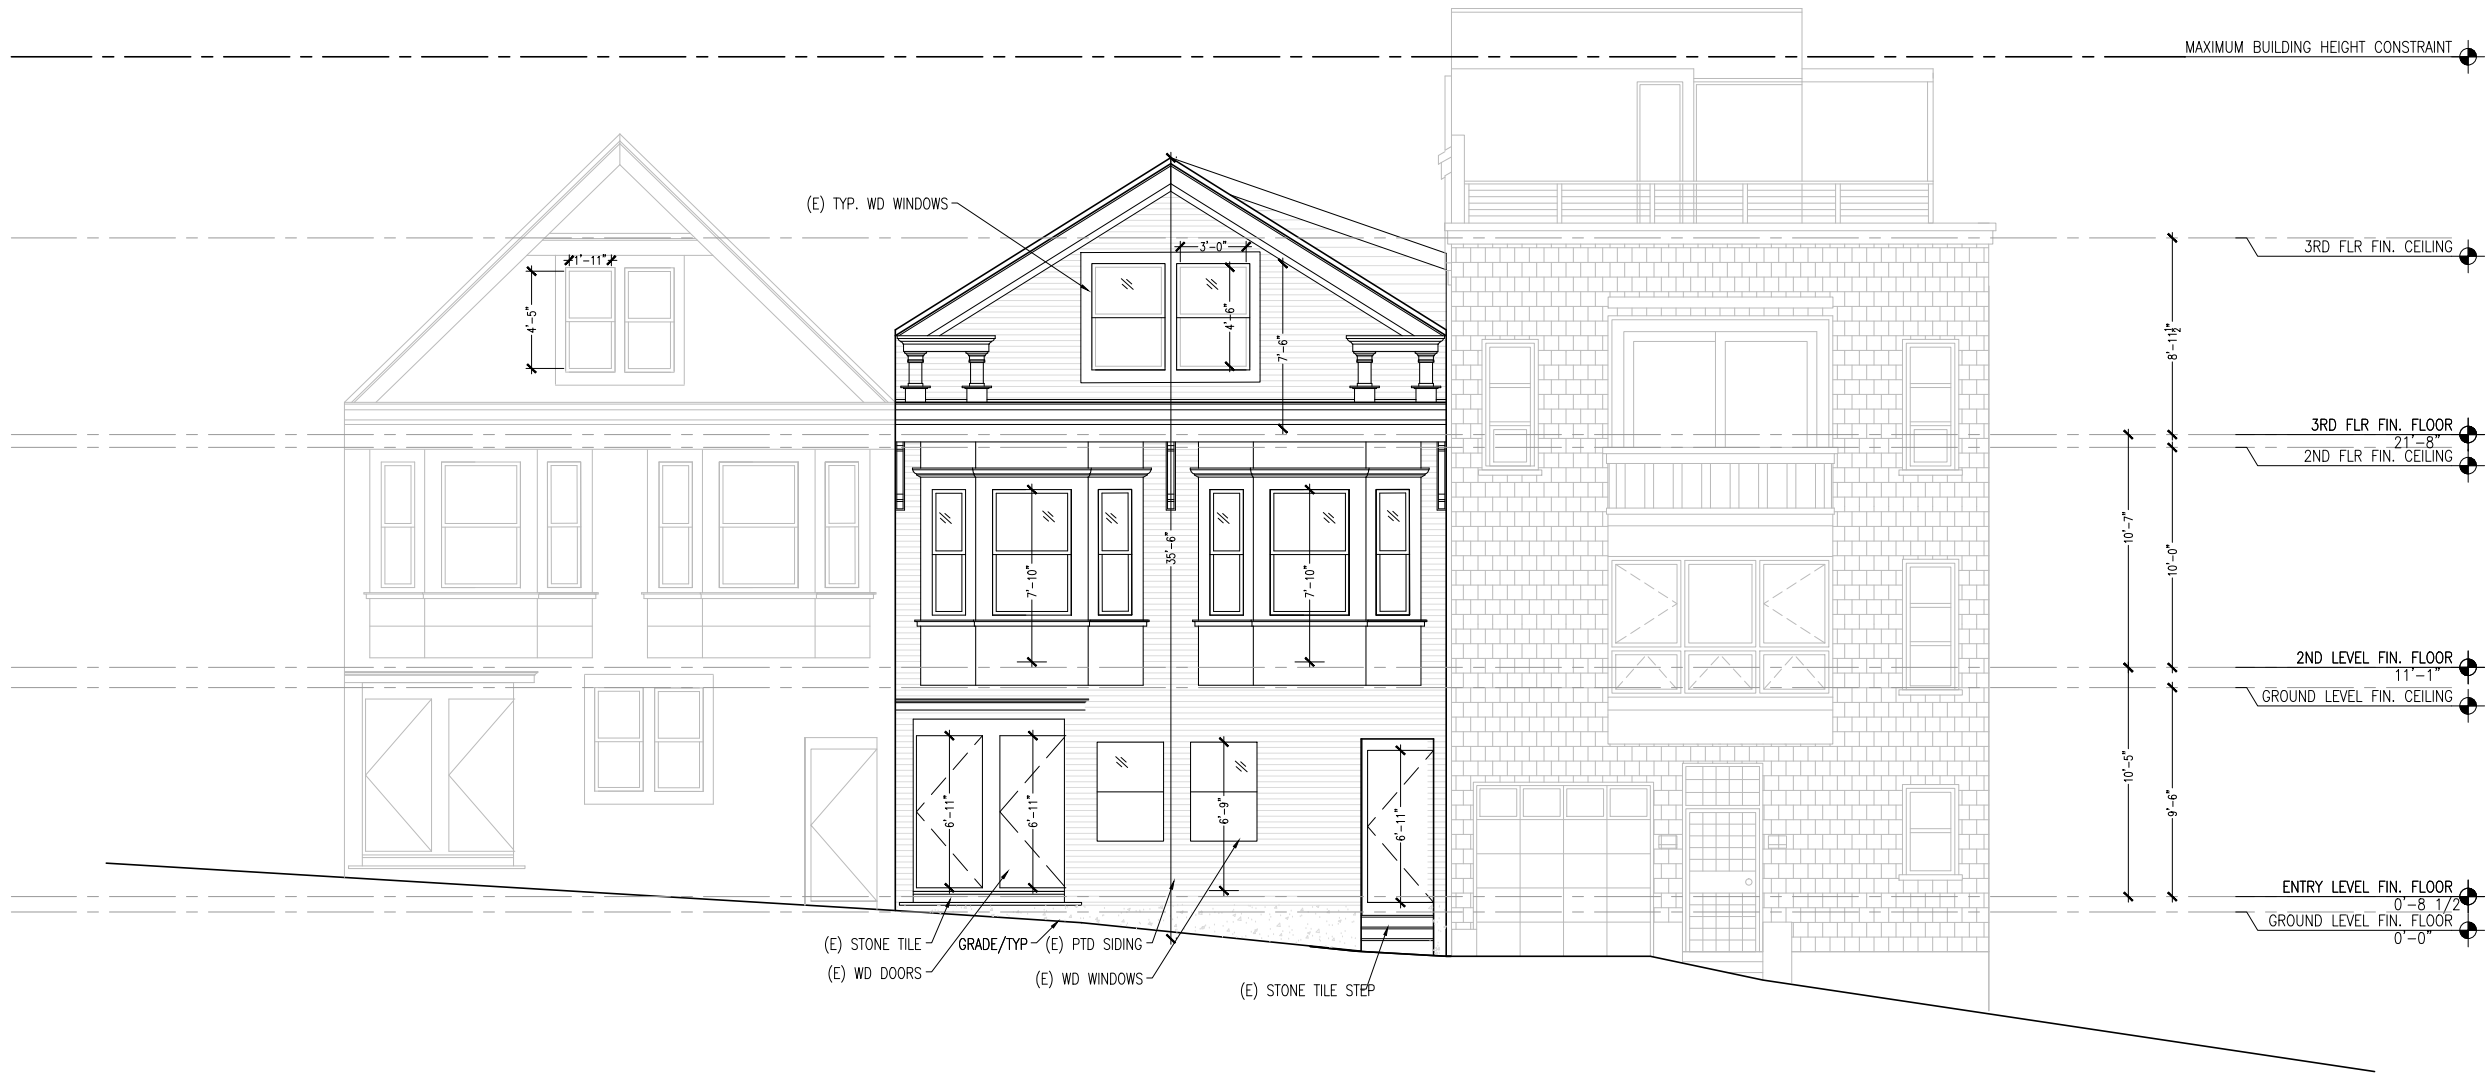 MAXIMUM BUILDING HEIGHT CONSTRAINT
(E) TYP. WD WINDOWS
3'-0"
1'-11"
3RD FLR FIN. CEILING
4'-5"
4'-6"
7'-6"
8'-11½"
3RD FLR FIN. FLOOR
21'-8"
2ND FLR FIN. CEILING
35'-6"
7'-10"
7'-10"
10'-7"
10'-0"
2ND LEVEL FIN. FLOOR
11'-1"
GROUND LEVEL FIN. CEILING
6'-11"
6'-11"
6'-9"
6'-11"
10'-5"
9'-6"
ENTRY LEVEL FIN. FLOOR
0'-8 1/2
GROUND LEVEL FIN. FLOOR
0'-0"
(E) STONE TILE
GRADE/TYP
(E) PTD SIDING
(E) WD DOORS
(E) WD WINDOWS
(E) STONE TILE STEP